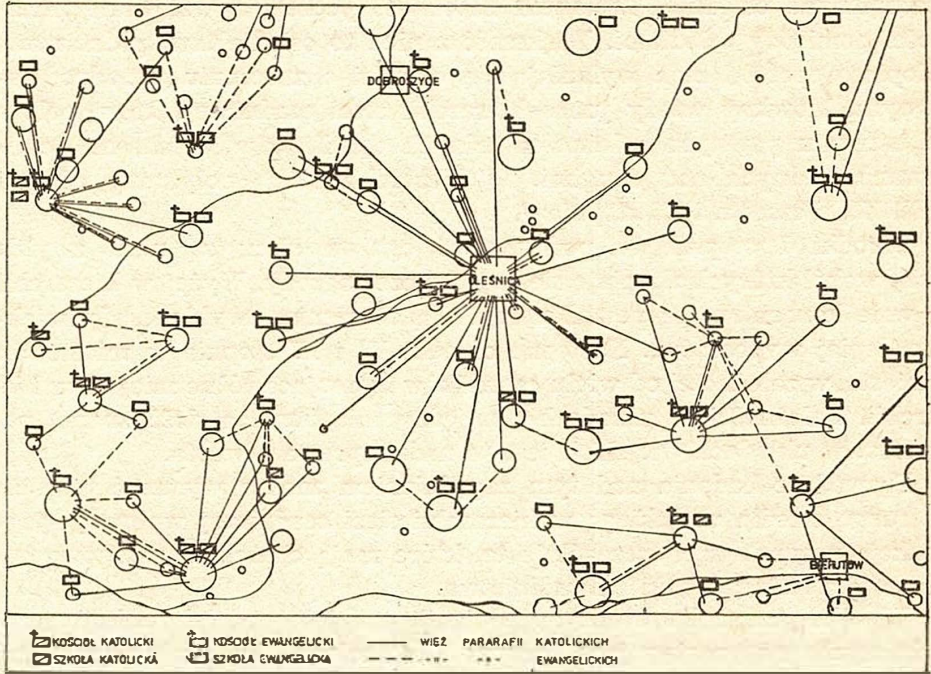 DOBROSZYCE
OLEŚNICA
BIERUTÓW
KOŚCIÓŁ KATOLICKI
KOŚCIÓŁ EWANGELICKI
WIĘŹ PARARAFII KATOLICKICH
SZKOŁA KATOLICKA
SZKOŁA EWANGELICKA
—"— —"— EWANGELICKICH